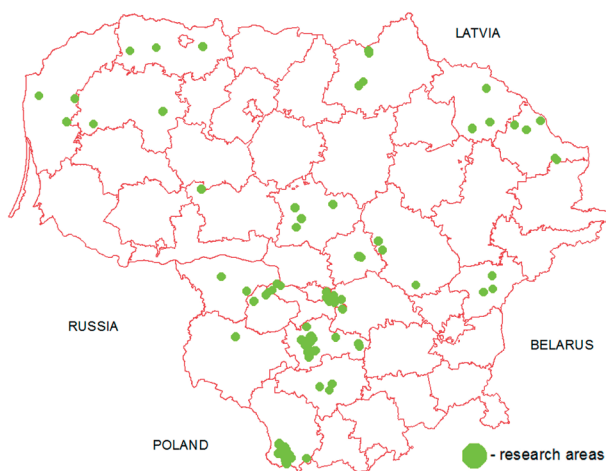 LATVIA
RUSSIA
BELARUS
POLAND
- research areas